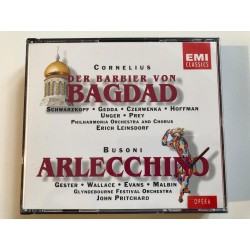 EMI
CLASSICS
CORNELIUS
DER BARBIER VON
BAGDAD
SCHWARZKOPF • GEDDA • CZERWENKA • HOFFMAN
UNGER • PREY
PHILHARMONIA ORCHESTRA AND CHORUS
ERICH LEINSDORF
BUSONI
ARLECCHINO
GESTER • WALLACE • EVANS • MALBIN
GLYNDEBOURNE FESTIVAL ORCHESTRA
JOHN PRITCHARD
OPERA